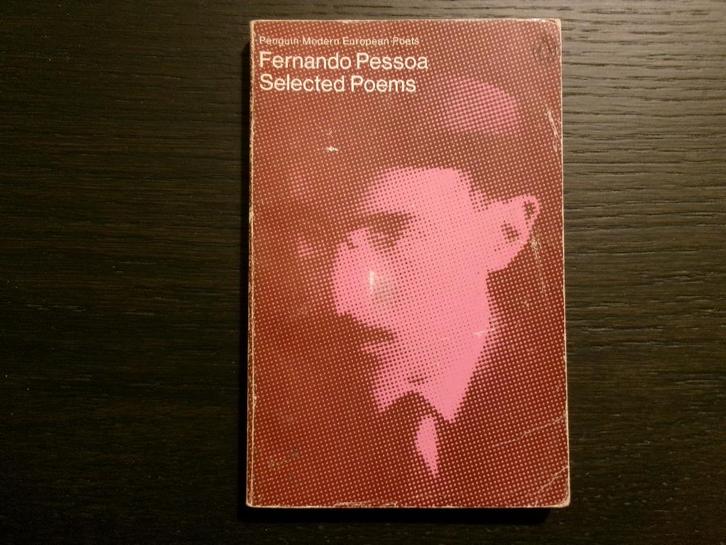 Penguin Modern European Poets
Fernando Pessoa
Selected Poems